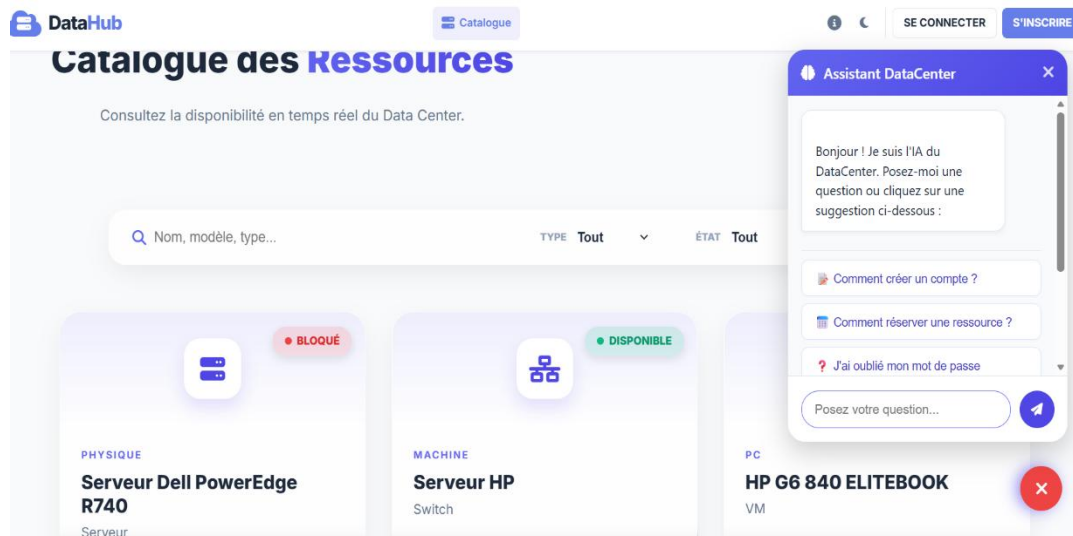 DataHub
Catalogue
SE CONNECTER
S'INSCRIRE
Catalogue des Ressources
Consultez la disponibilité en temps réel du Data Center.
Nom, modèle, type...
TYPE Tout
ÉTAT Tout
BLOQUÉ
PHYSIQUE
Serveur Dell PowerEdge
R740
Serveur
DISPONIBLE
MACHINE
Serveur HP
Switch
PC
HP G6 840 ELITEBOOK
VM
Assistant DataCenter
Bonjour ! Je suis l'IA du
DataCenter. Posez-moi une
question ou cliquez sur une
suggestion ci-dessous :
Comment créer un compte ?
Comment réserver une ressource ?
J'ai oublié mon mot de passe
Posez votre question...